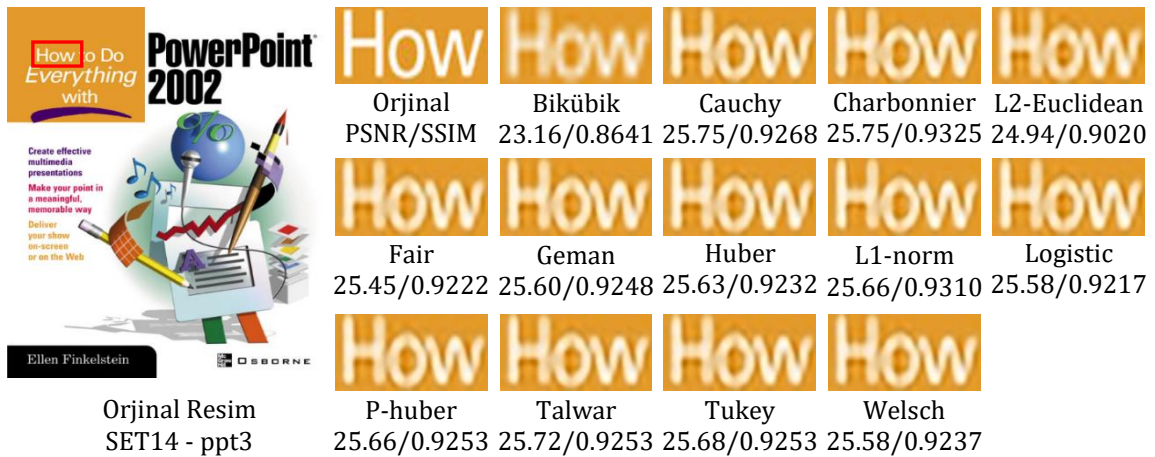 How to Do
Everything
with
PowerPoint
2002
Create effective
multimedia
presentations
Make your point in
a meaningful,
memorable way
Deliver
your show
on-screen
or on the Web
Ellen Finkelstein
OSBORNE
Orjinal Resim
SET14 - ppt3
How How How How How
Orjinal Bikübik Cauchy Charbonnier L2-Euclidean
PSNR/SSIM 23.16/0.8641 25.75/0.9268 25.75/0.9325 24.94/0.9020
How How How How How
Fair Geman Huber L1-norm Logistic
25.45/0.9222 25.60/0.9248 25.63/0.9232 25.66/0.9310 25.58/0.9217
How How How How
P-huber Talwar Tukey Welsch
25.66/0.9253 25.72/0.9253 25.68/0.9253 25.58/0.9237